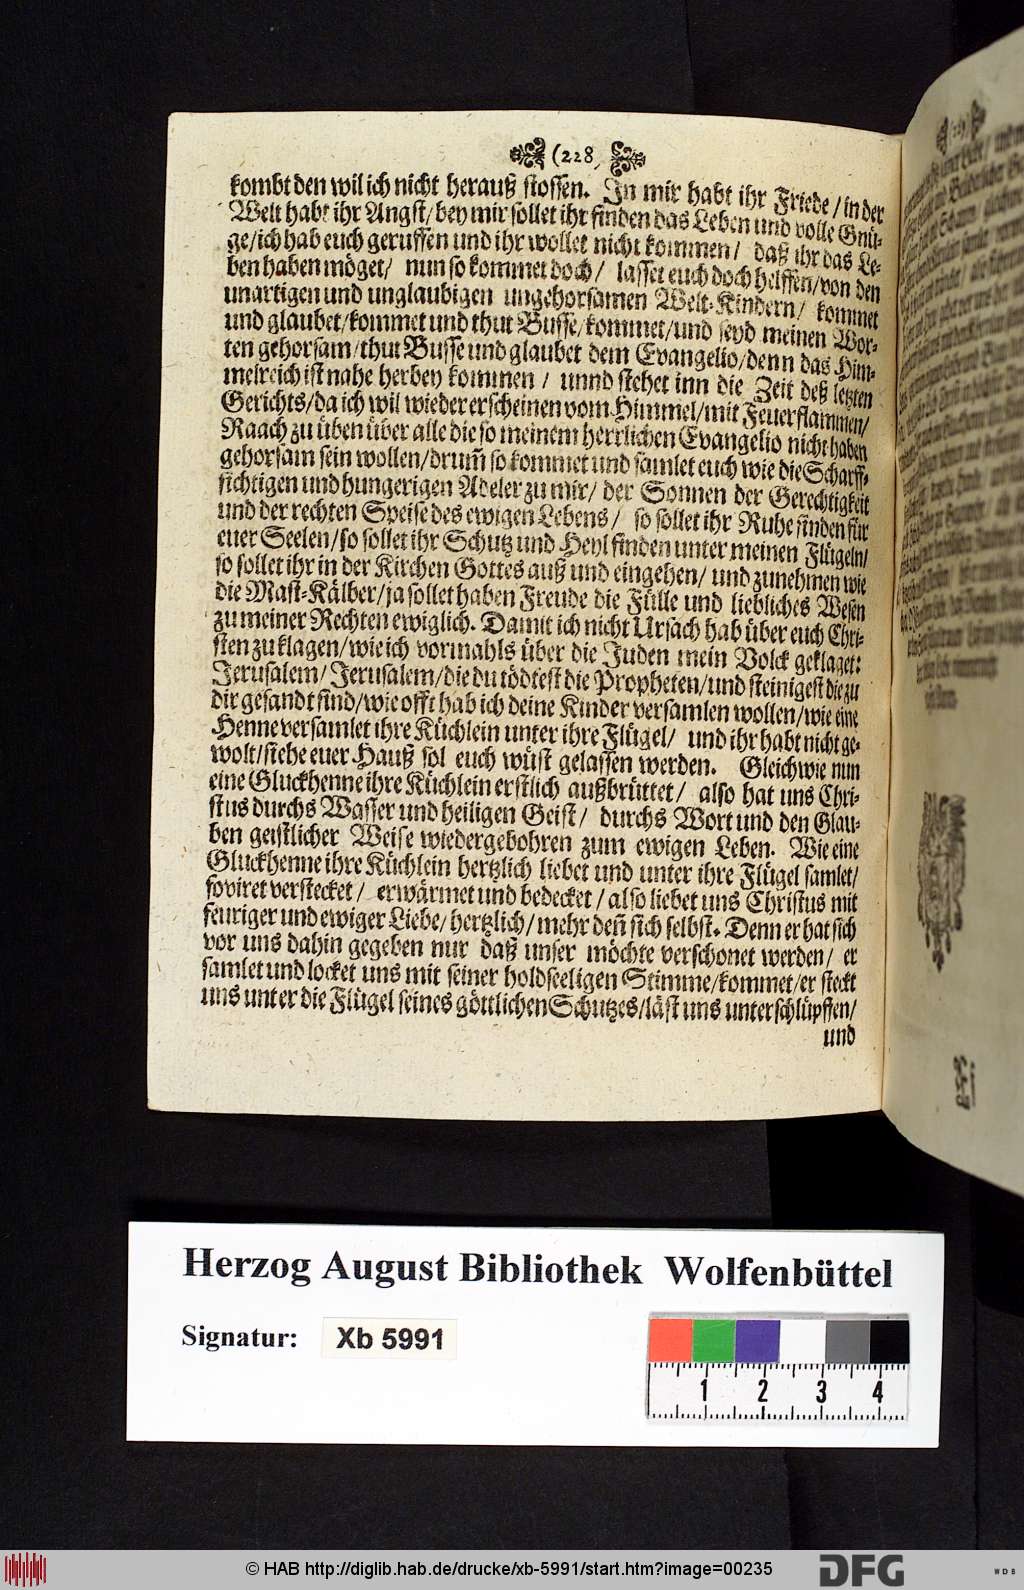 (228)
kombt den wil ich nicht herauß stossen. In mir habt ihr Friede/ in der
Welt habt ihr Angst/ bey mir sollet ihr finden das Leben und volle Gnü-
ge/ ich hab euch geruffen und ihr wollet nicht kommen/ daß ihr das Le-
ben haben möget/ nun so kommet doch/ lasset euch doch helffen/ von den
unartigen und unglaubigen ungehorsamen Welt-Kindern/ kommet
und glaubet/ kommet und thut Busse/ kommet/ und seyd meinen Wor-
ten gehorsam/ thut Busse und glaubet dem Evangelio/ denn das Him-
melreich ist nahe herbey kommen/ unnd stehet inn die Zeit deß letzten
Gerichts/ da ich wil wieder erscheinen vom Himmel/ mit Feuerflammen/
Raach zu üben über alle die so meinem herrlichen Evangelio nicht haben
gehorsam sein wollen/ drum̃ so kommet und samlet euch wie die Scharff-
sichtigen und hungerigen Adeler zu mir/ der Sonnen der Gerechtigkeit
und der rechten Speise des ewigen Lebens/ so sollet ihr Ruhe finden für
euer Seelen/ so sollet ihr Schutz und Heyl finden unter meinen Flügeln/
so sollet ihr in der Kirchen Gottes auß und eingehen/ und zunehmen wie
die Mast-Kälber/ ja sollet haben Freude die Fülle und liebliches Wesen
zu meiner Rechten ewiglich. Damit ich nicht Ursach hab über euch Chri-
sten zu klagen/ wie ich vormahls über die Juden mein Volck geklaget:
Jerusalem/ Jerusalem/ die du tödtest die Propheten/ und steinigest die zu
dir gesandt sind/ wie offt hab ich deine Kinder versamlen wollen/ wie eine
Henne versamlet ihre Küchlein unter ihre Flügel/ und ihr habt nicht ge-
wolt/ siehe euer Hauß sol euch wüst gelassen werden. Gleich wie nun
eine Gluckhenne ihre Küchlein erstlich außbrüttet/ also hat uns Chri-
stus durchs Wasser und heiligen Geist/ durchs Wort und den Glau-
ben geistlicher Weise wiedergebohren zum ewigen Leben. Wie eine
Gluckhenne ihre Küchlein hertzlich liebet und unter ihre Flügel samlet/
foviret verstecket/ erwärmet und bedecket/ also liebet uns Christus mit
feuriger und ewiger Liebe/ hertzlich/ mehr deñ sich selbst. Denn er hat sich
vor uns dahin gegeben nur daß unser möchte verschonet werden/ er
samlet und locket uns mit seiner holdseeligen Stimme/ kommet/ er steckt
uns unter die Flügel seines göttlichen Schutzes/ läst uns unterschlüpffen/
und
Herzog August Bibliothek Wolfenbüttel
Signatur: Xb 5991
1 2 3 4
© HAB http://diglib.hab.de/drucke/xb-5991/start.htm?image=00235
DFG
WDB